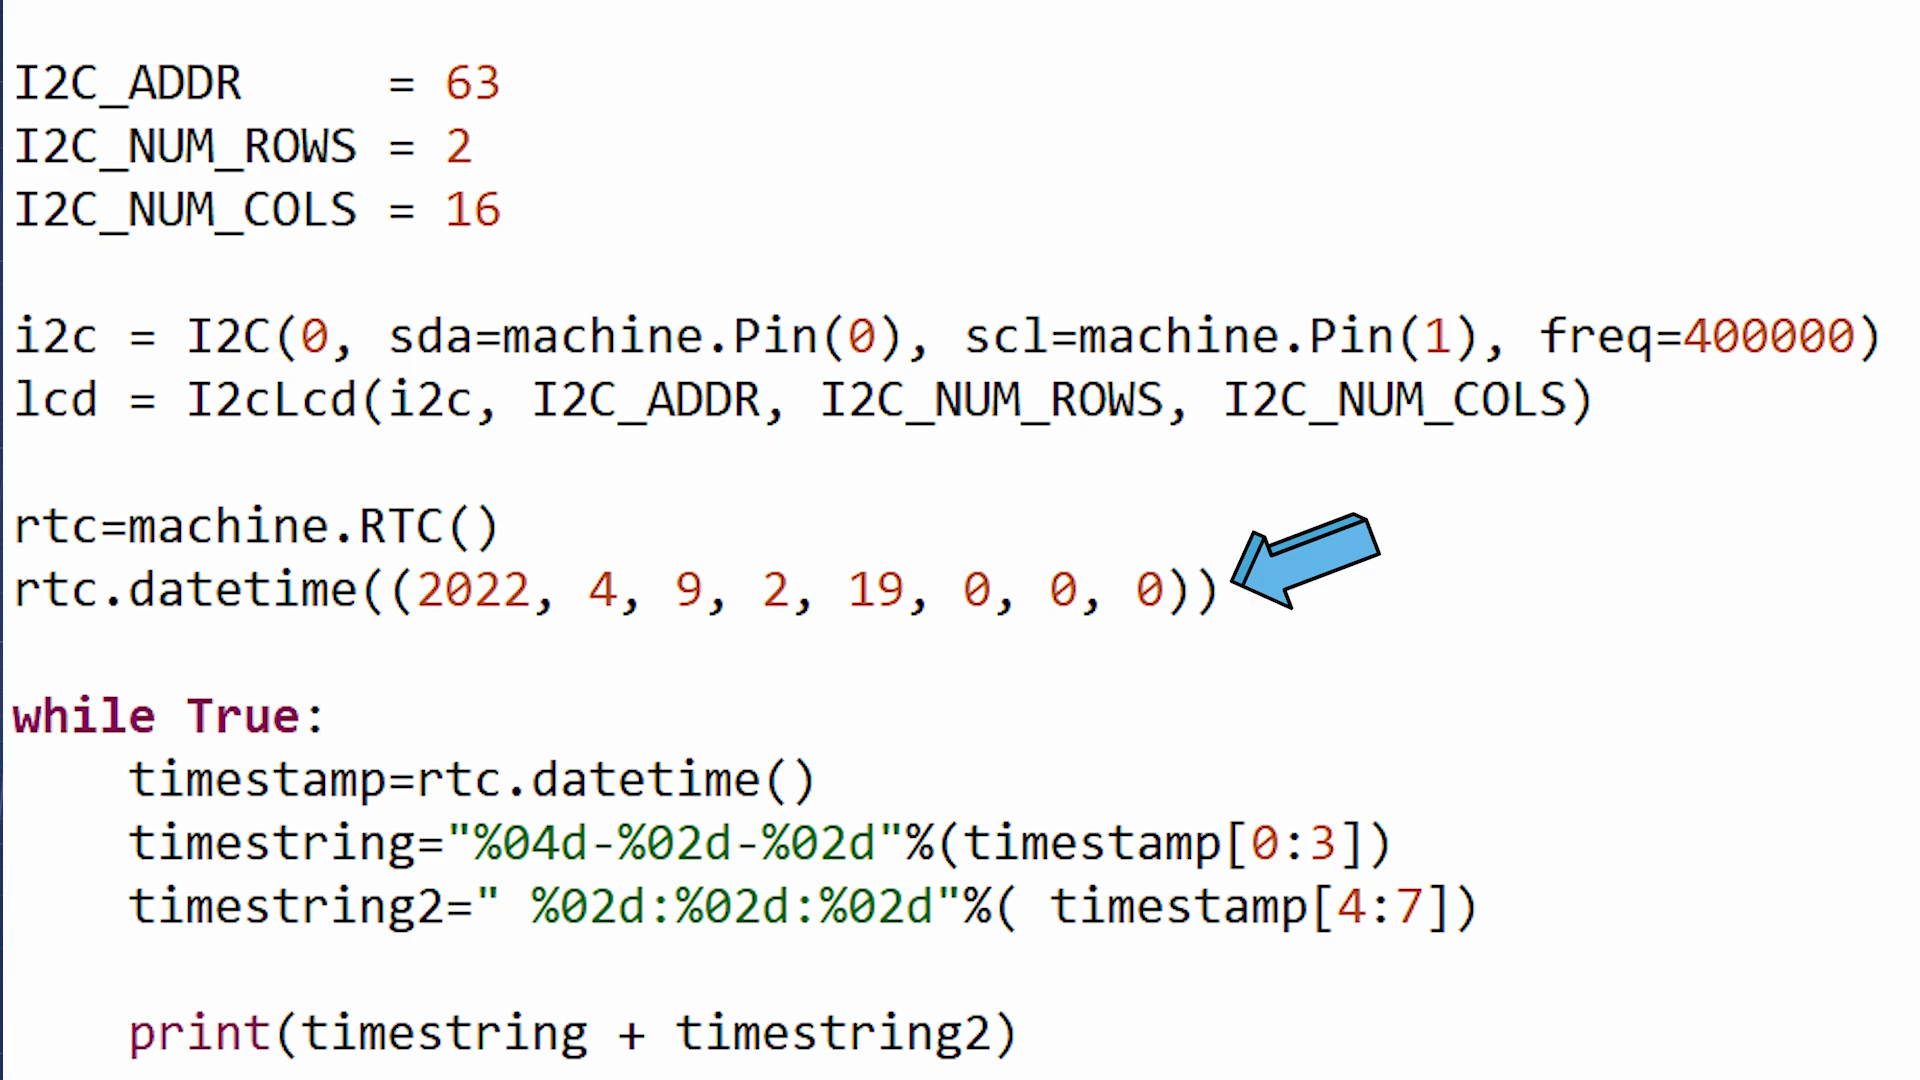 I2C_ADDR     = 63
I2C_NUM_ROWS = 2
I2C_NUM_COLS = 16
i2c = I2C(0, sda=machine.Pin(0), scl=machine.Pin(1), freq=400000)
lcd = I2cLcd(i2c, I2C_ADDR, I2C_NUM_ROWS, I2C_NUM_COLS)
rtc=machine.RTC()
rtc.datetime((2022, 4, 9, 2, 19, 0, 0, 0))
while True:
    timestamp=rtc.datetime()
    timestring="%04d-%02d-%02d"%(timestamp[0:3])
    timestring2=" %02d:%02d:%02d"%( timestamp[4:7])
    print(timestring + timestring2)